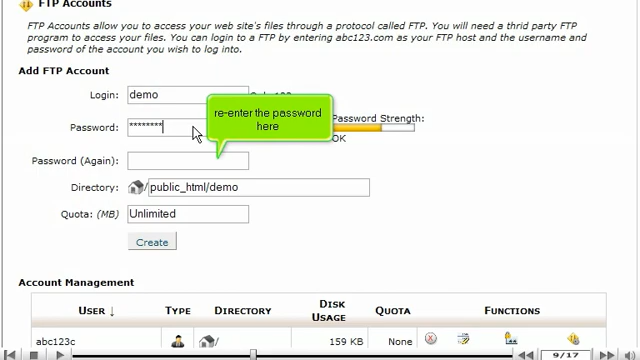 FTP Accounts
FTP Accounts allow you to access your web site's files through a protocol called FTP. You will need a thrid party FTP
program to access your files. You can login to a FTP by entering abc123.com as your FTP host and the username and
password of the account you wish to log into.
Add FTP Account
Login: demo
re-enter the password
here
Password: ********
Password Strength:
OK
Password (Again):
Directory: / public_html/demo
Quota: (MB) Unlimited
Create
Account Management
USER ↓ TYPE DIRECTORY DISK USAGE QUOTA FUNCTIONS
abc123c / 159 KB None
9/17